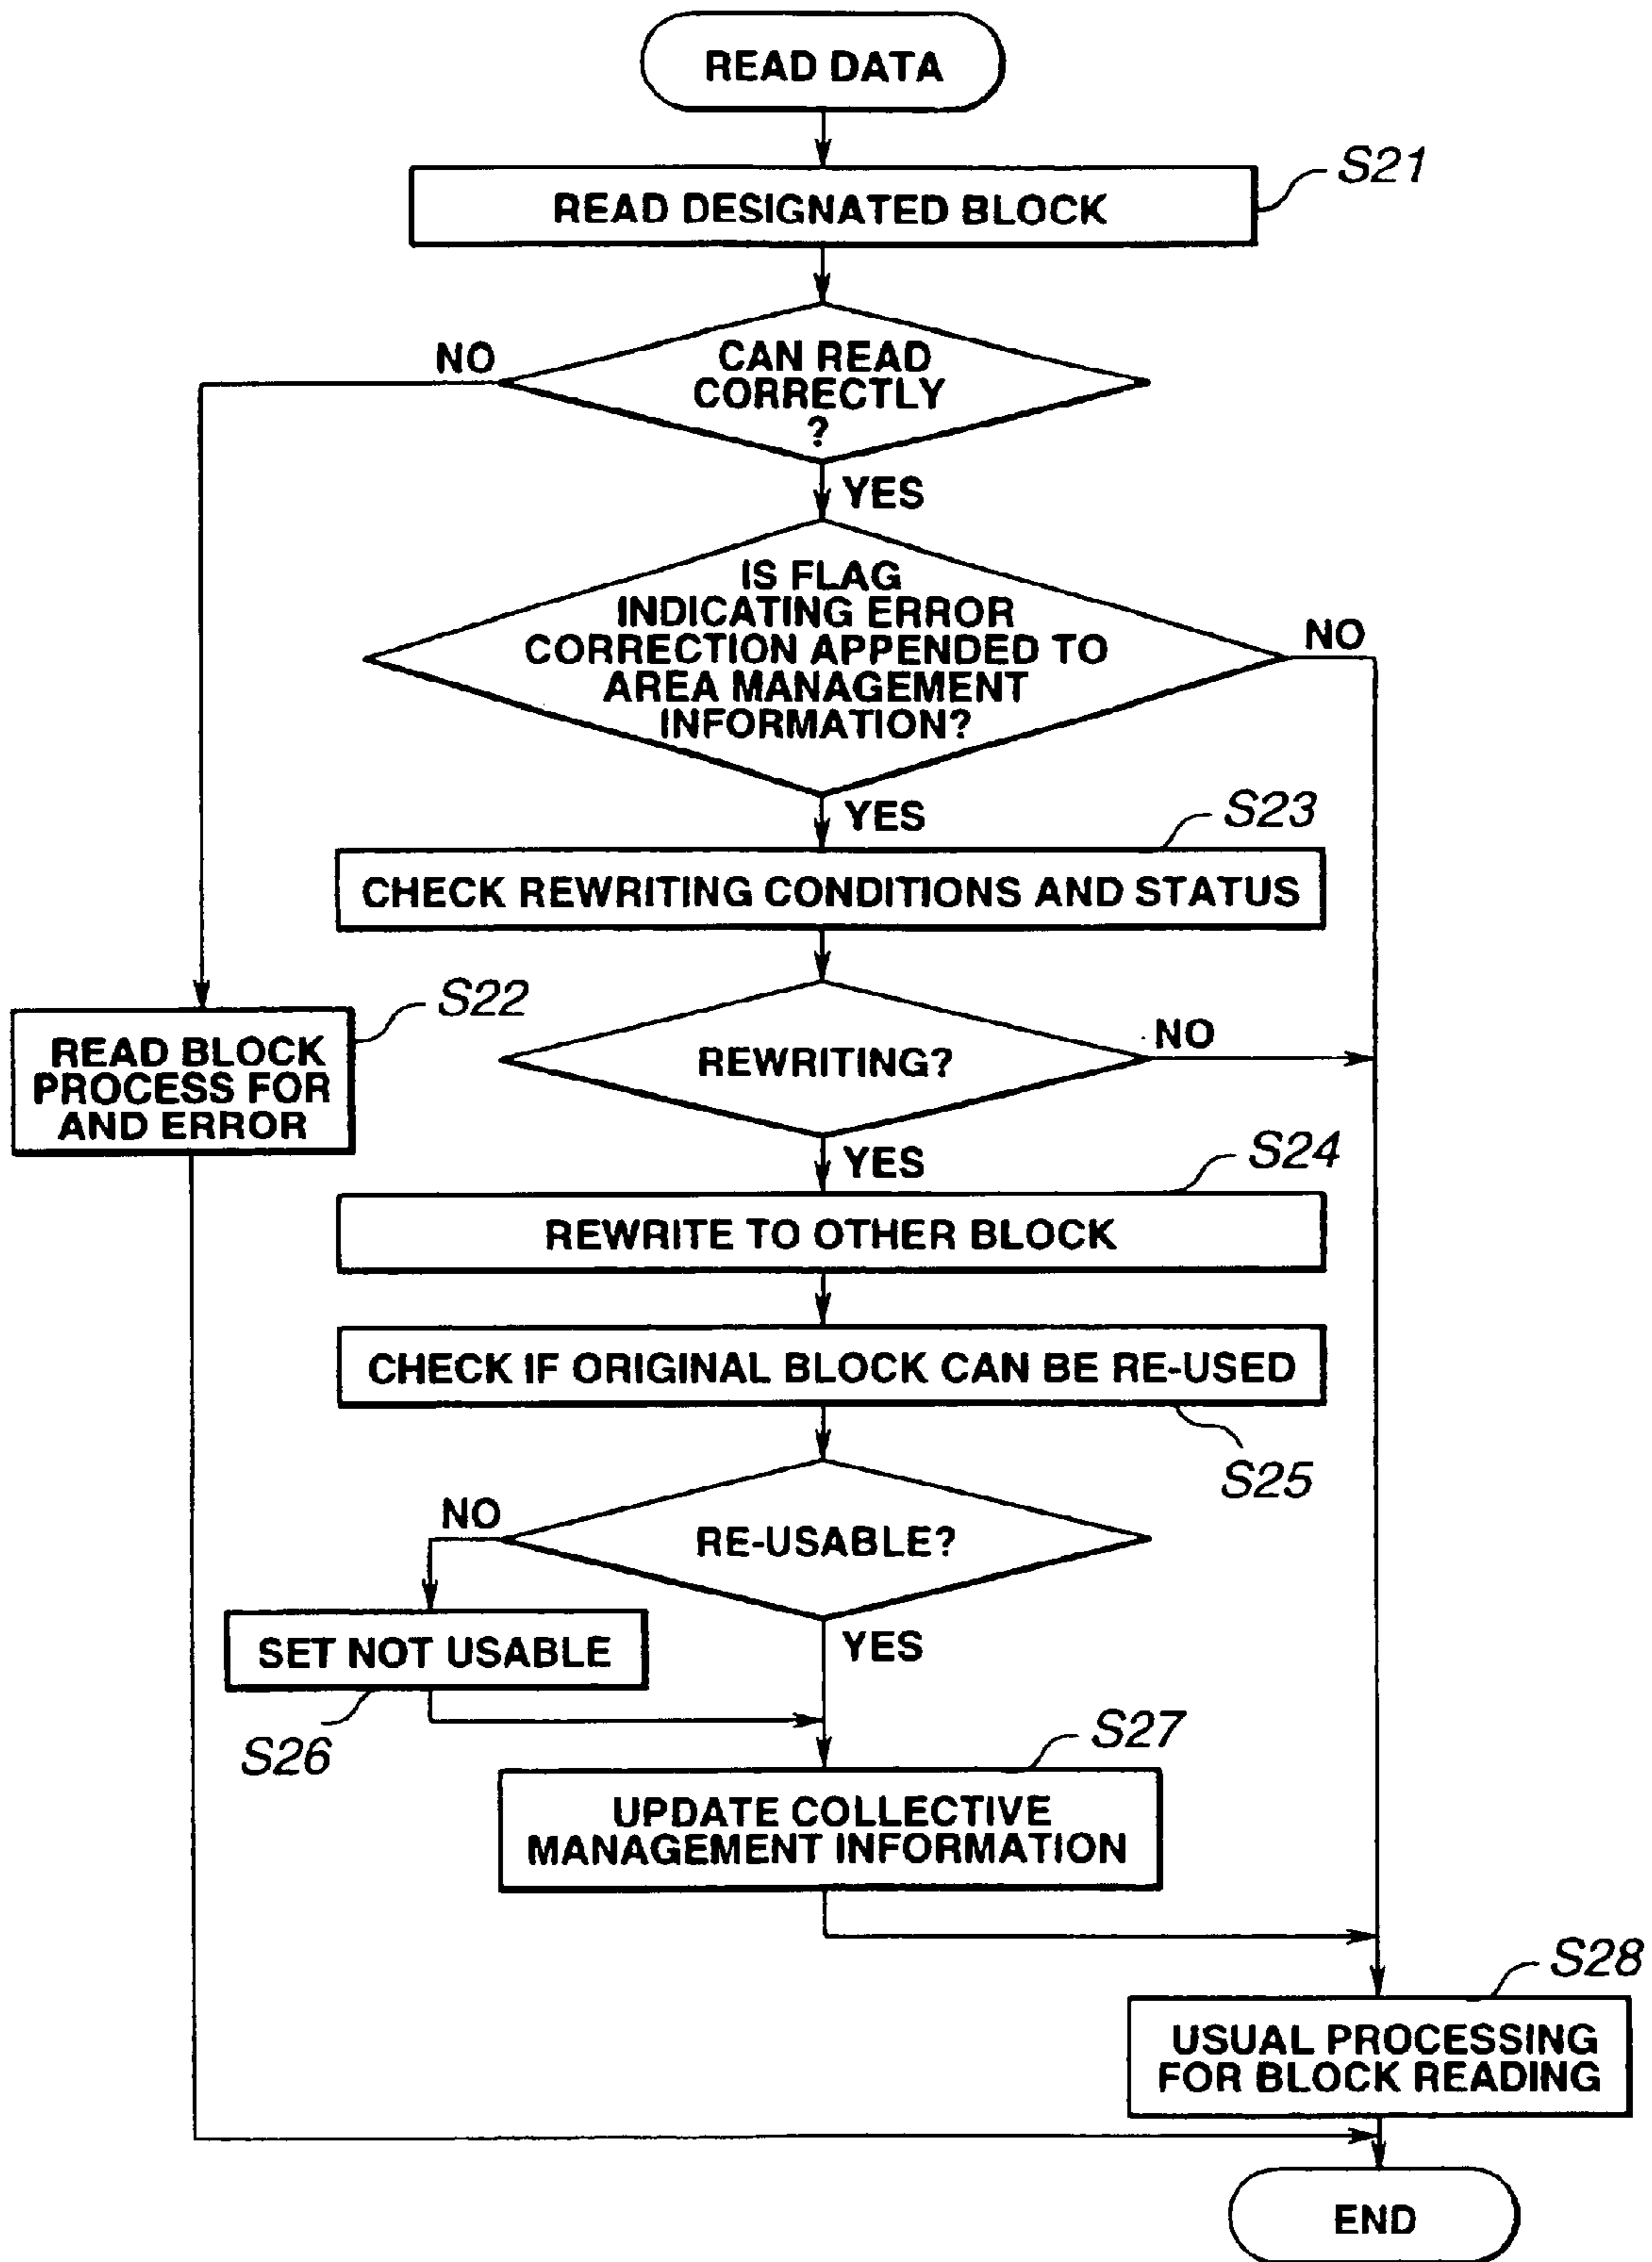 READ DATA
S21
READ DESIGNATED BLOCK
NO
CAN READ
CORRECTLY
?
YES
IS FLAG
INDICATING ERROR
CORRECTION APPENDED TO
AREA MANAGEMENT
INFORMATION?
NO
YES
S23
CHECK REWRITING CONDITIONS AND STATUS
S22
READ BLOCK
PROCESS FOR
AND ERROR
REWRITING?
NO
YES
S24
REWRITE TO OTHER BLOCK
CHECK IF ORIGINAL BLOCK CAN BE RE-USED
S25
NO
RE-USABLE?
SET NOT USABLE
YES
S26
S27
UPDATE COLLECTIVE
MANAGEMENT INFORMATION
S28
USUAL PROCESSING
FOR BLOCK READING
END